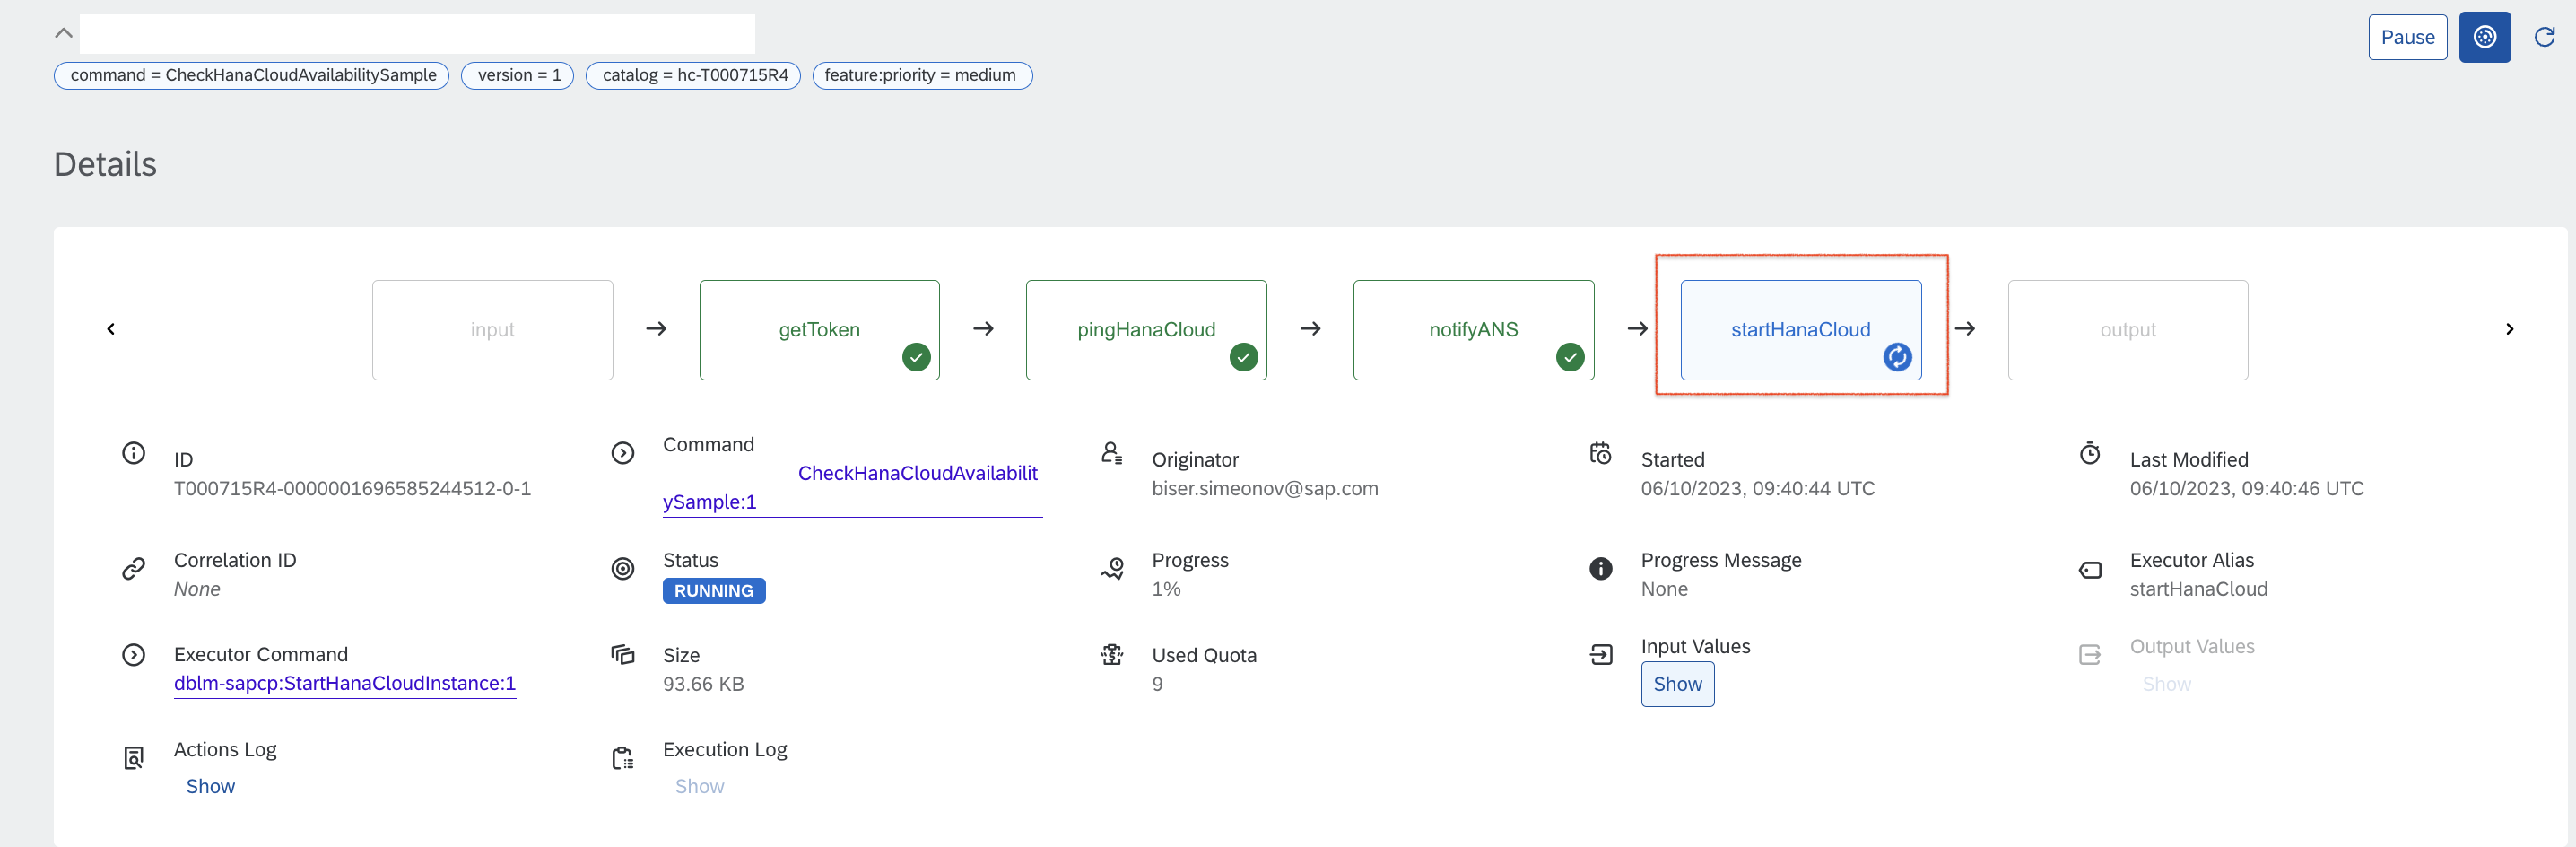 Pause
command = CheckHanaCloudAvailabilitySample version = 1 catalog = hc-T000715R4 feature:priority = medium
Details
input getToken pingHanaCloud notifyANS startHanaCloud output
ID
T000715R4-0000001696585244512-0-1
Command
CheckHanaCloudAvailabilit
ySample:1
Originator
biser.simeonov@sap.com
Started
06/10/2023, 09:40:44 UTC
Last Modified
06/10/2023, 09:40:46 UTC
Correlation ID
None
Status
RUNNING
Progress
1%
Progress Message
None
Executor Alias
startHanaCloud
Executor Command
dblm-sapcp:StartHanaCloudInstance:1
Size
93.66 KB
Used Quota
9
Input Values
Show
Output Values
Show
Actions Log
Show
Execution Log
Show